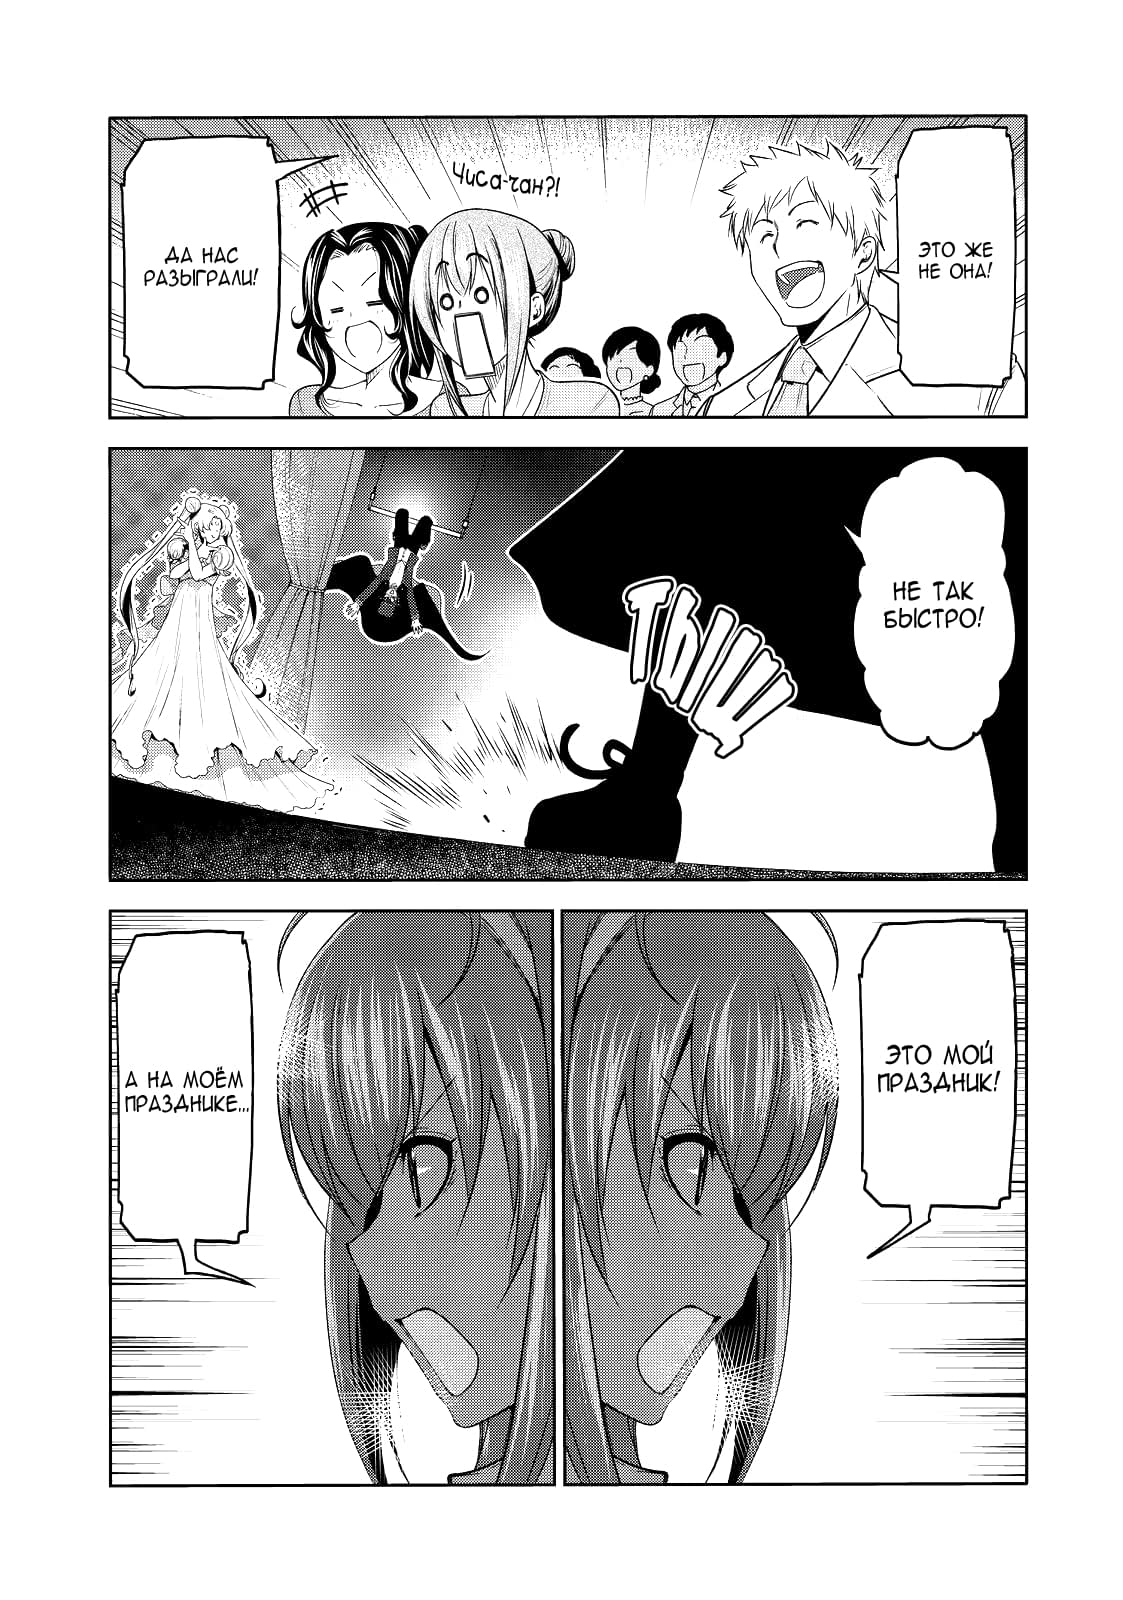 ЭТО ЖЕ
НЕ ОНА!
Чиса-чан?!
ДА НАС
РАЗЫГРАЛИ!
НЕ ТАК
БЫСТРО!
ТЫЩ
ЭТО МОЙ
ПРАЗДНИК!
А НА МОЁМ
ПРАЗДНИКЕ...